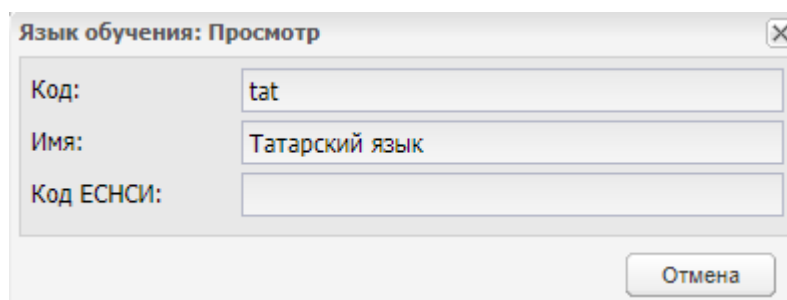 Язык обучения: Просмотр
Код: tat
Имя: Татарский язык
Код ЕСНСИ:
Отмена